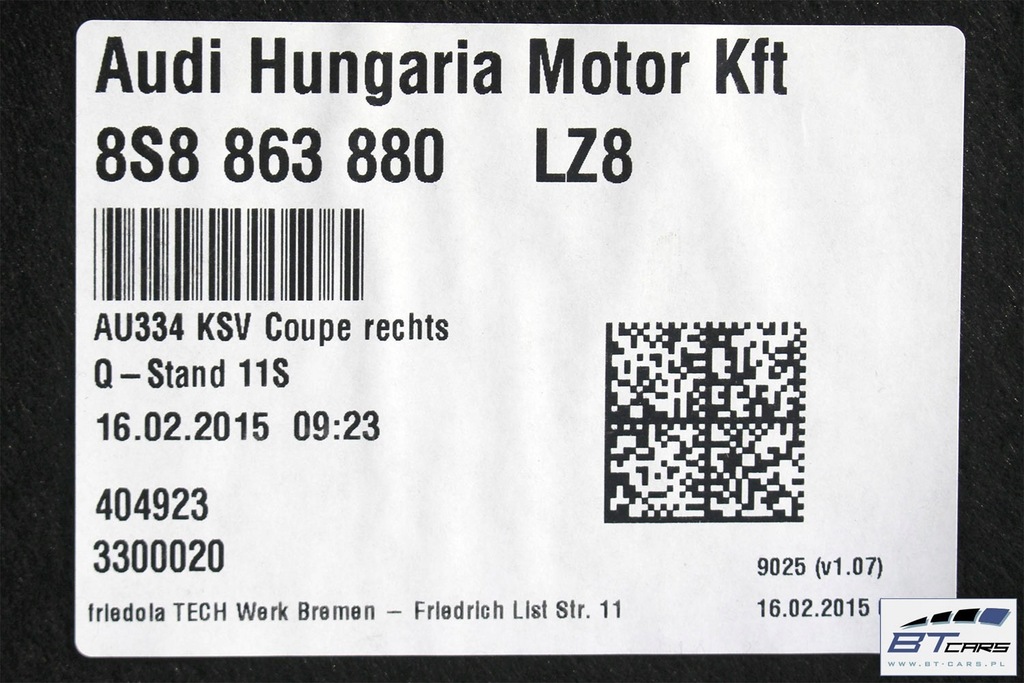 Audi Hungaria Motor Kft
8S8 863 880 LZ8
AU334 KSV Coupe rechts
Q – Stand 11S
16.02.2015 09:23
404923
3300020
9025 (v1.07)
friedola TECH Werk Bremen – Friedrich List Str. 11
16.02.2015
BT CARS
WWW.BT-CARS.PL